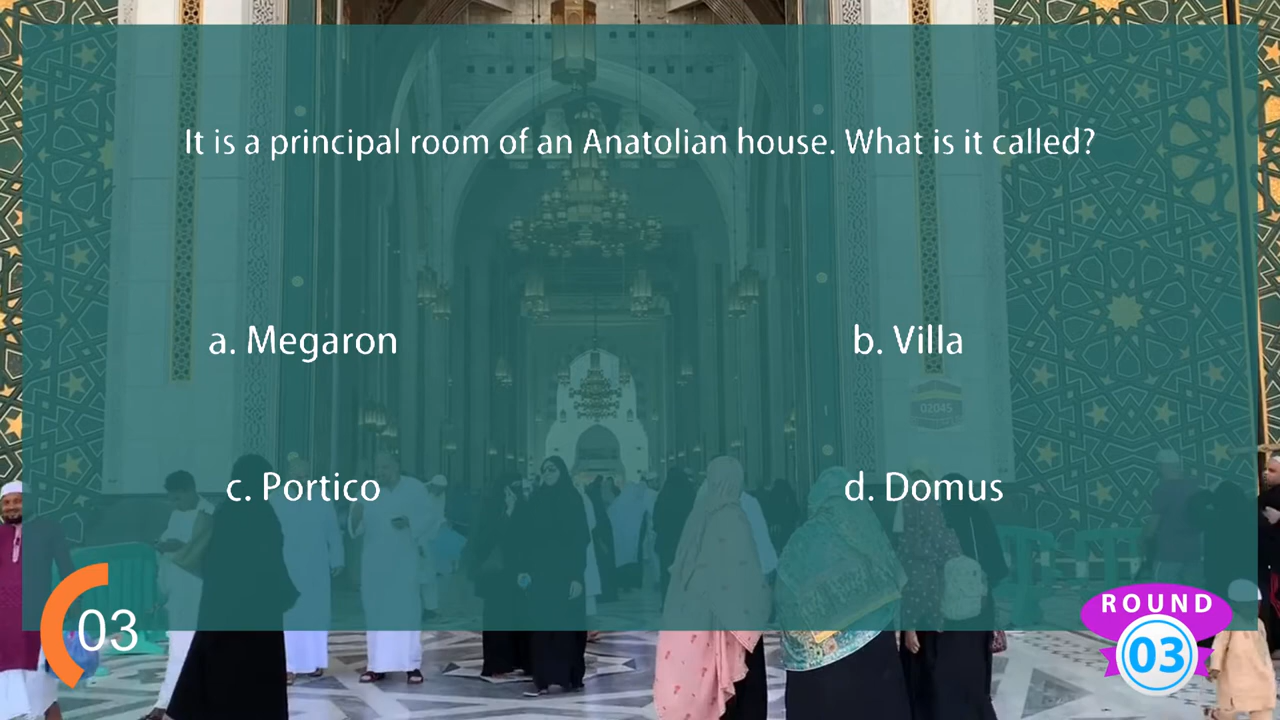 It is a principal room of an Anatolian house. What is it called?
a. Megaron
b. Villa
c. Portico
d. Domus
03
ROUND
03